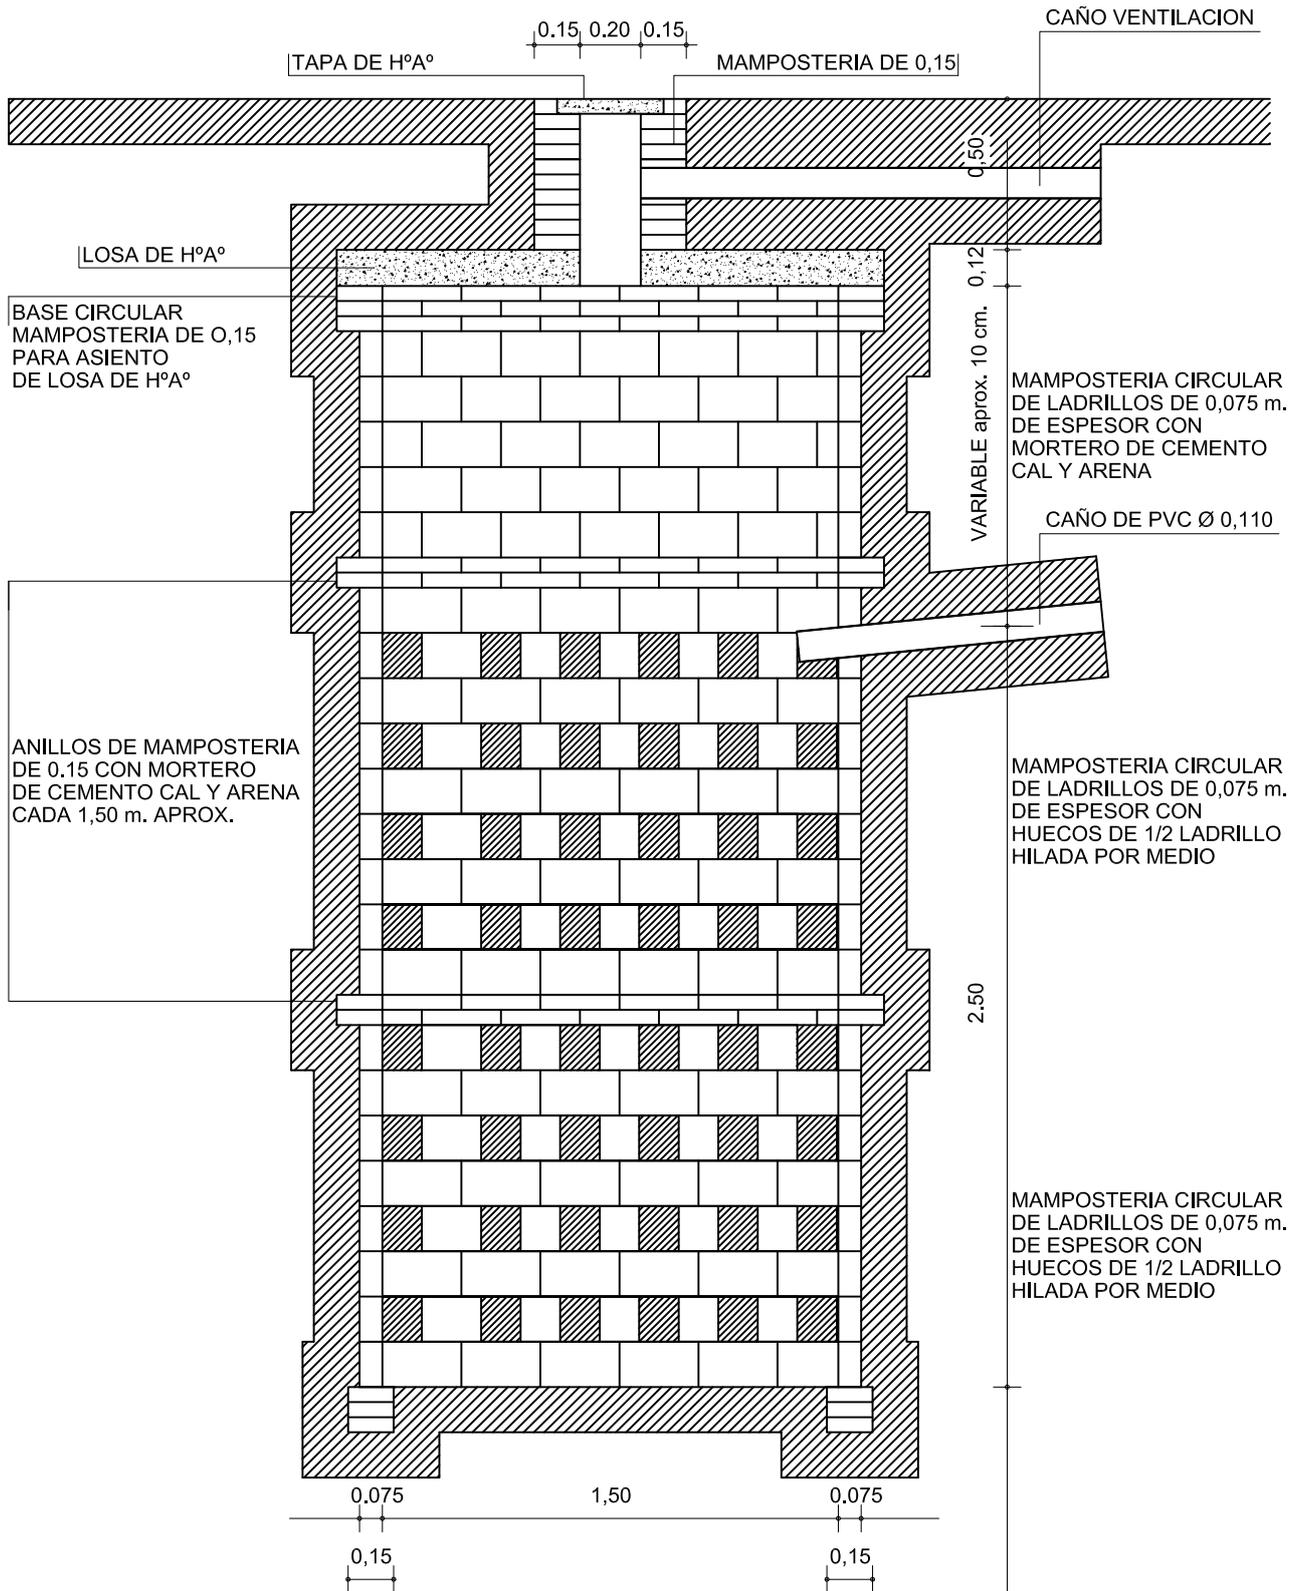 CAÑO VENTILACION
0.15 0.20 0.15
TAPA DE HºAº
MAMPOSTERIA DE 0,15
0,50
LOSA DE HºAº
0,12
BASE CIRCULAR
MAMPOSTERIA DE O,15
PARA ASIENTO
DE LOSA DE HºAº
VARIABLE aprox. 10 cm.
MAMPOSTERIA CIRCULAR
DE LADRILLOS DE 0,075 m.
DE ESPESOR CON
MORTERO DE CEMENTO
CAL Y ARENA
CAÑO DE PVC Ø 0,110
ANILLOS DE MAMPOSTERIA
DE 0.15 CON MORTERO
DE CEMENTO CAL Y ARENA
CADA 1,50 m. APROX.
MAMPOSTERIA CIRCULAR
DE LADRILLOS DE 0,075 m.
DE ESPESOR CON
HUECOS DE 1/2 LADRILLO
HILADA POR MEDIO
2.50
MAMPOSTERIA CIRCULAR
DE LADRILLOS DE 0,075 m.
DE ESPESOR CON
HUECOS DE 1/2 LADRILLO
HILADA POR MEDIO
0.075 1,50 0.075
0,15 0,15